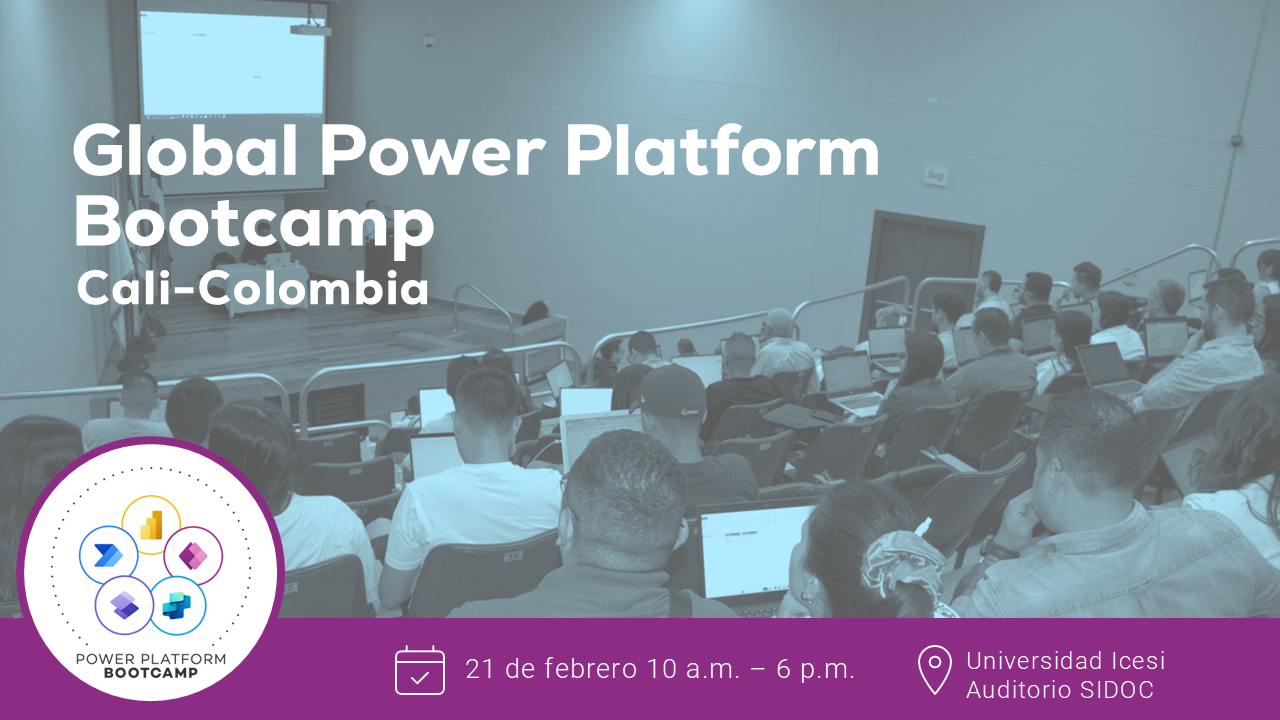 Global Power Platform
Bootcamp
Cali-Colombia
POWER PLATFORM
BOOTCAMP
21 de febrero 10 a.m. – 6 p.m.
Universidad Icesi
Auditorio SIDOC